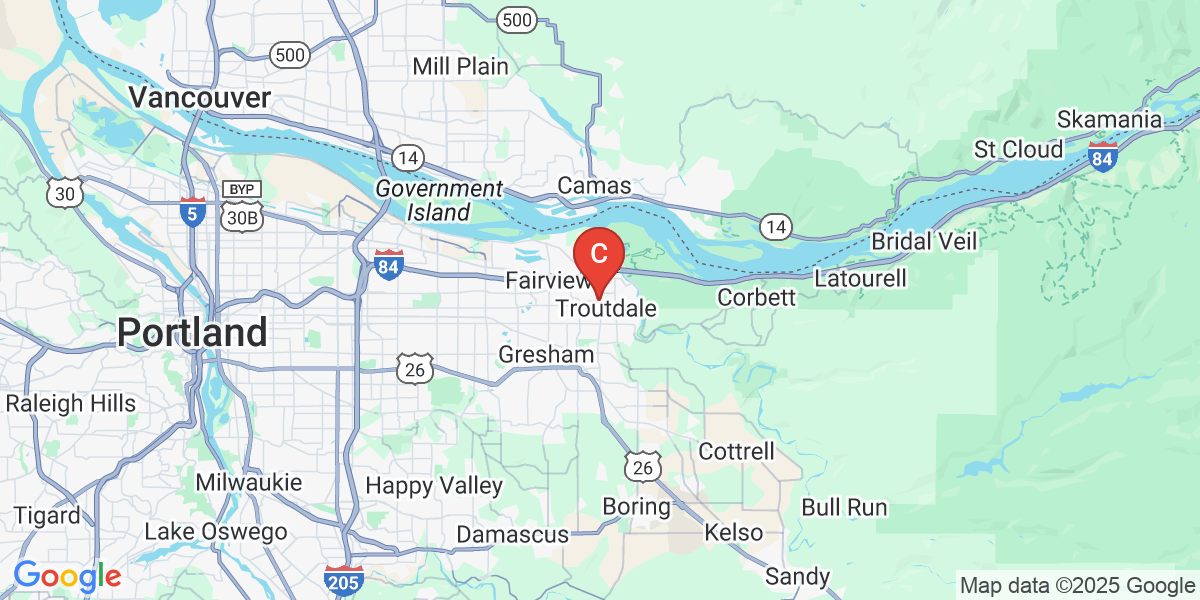 500
500
Mill Plain
Vancouver
Skamania
St Cloud
84
14
30
BYP
30B
5
Government
Island
Camas
14
Bridal Veil
C
84
Fairview
Latourell
Corbett
Troutdale
Portland
Gresham
26
Raleigh Hills
Cottrell
26
Milwaukie
Happy Valley
Boring
Bull Run
Tigard
Lake Oswego
Damascus
Kelso
Google
205
Sandy
Map data ©2025 Google